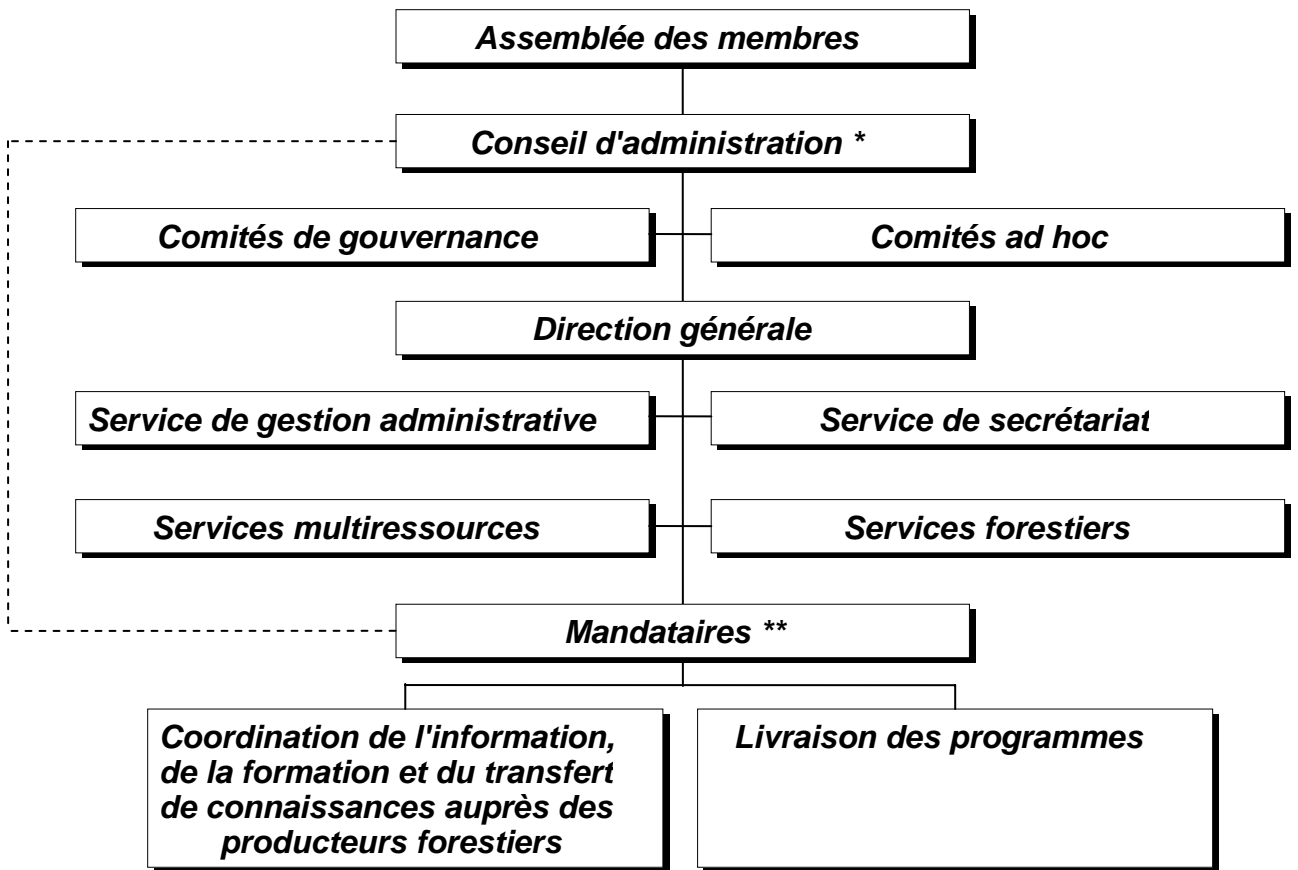 Assemblée des membres
Conseil d'administration *
Comités de gouvernance
Comités ad hoc
Direction générale
Service de gestion administrative
Service de secrétariat
Services multiressources
Services forestiers
Mandataires **
Coordination de l'information,
de la formation et du transfert
de connaissances auprès des
producteurs forestiers
Livraison des programmes